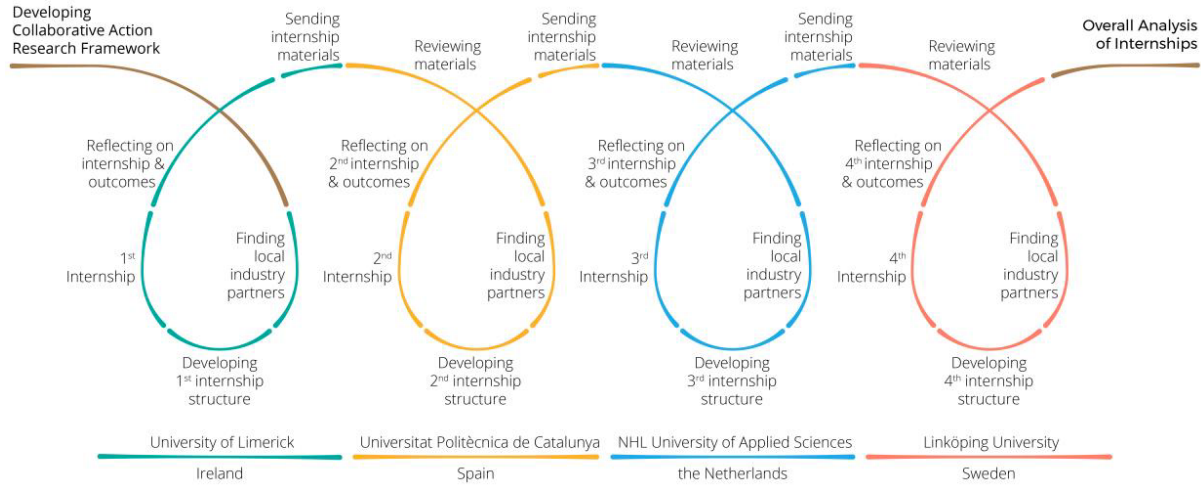 Developing
Collaborative Action
Research Framework
Sending
internship
materials
Reviewing
materials
Sending
internship
materials
Reviewing
materials
Sending
internship
materials
Reviewing
materials
Overall Analysis
of Internships
Reflecting on
internship &
outcomes
Reflecting on
2nd internship
& outcomes
Reflecting on
3rd internship
& outcomes
Reflecting on
4th internship
& outcomes
1st
Internship
Finding
local
industry
partners
2nd
Internship
Finding
local
industry
partners
3rd
Internship
Finding
local
industry
partners
4th
Internship
Finding
local
industry
partners
Developing
1st internship
structure
Developing
2nd internship
structure
Developing
3rd internship
structure
Developing
4th internship
structure
University of Limerick
Ireland
Universitat Politècnica de Catalunya
Spain
NHL University of Applied Sciences
the Netherlands
Linköping University
Sweden